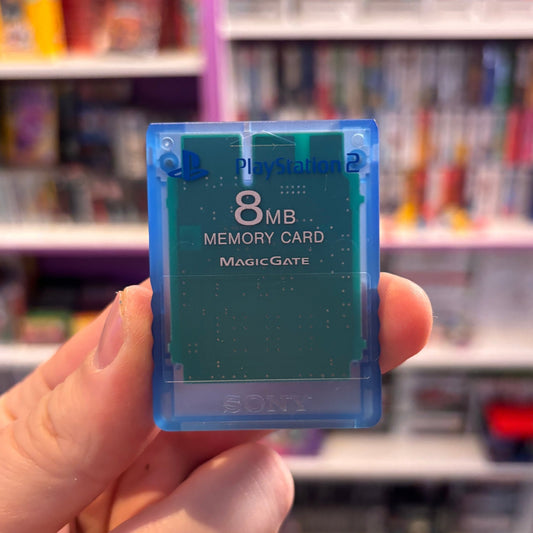 PlayStation 2
8MB
MEMORY CARD
MAGICGATE
SONY